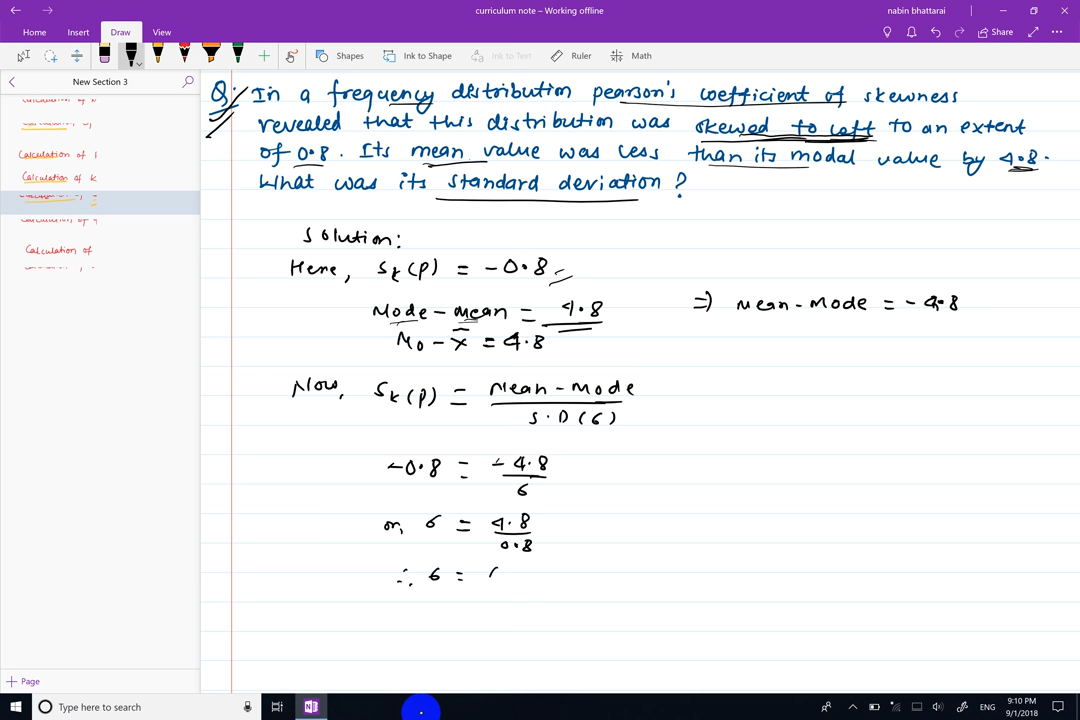 curriculum note – Working offline
nabin bhattarai
Home Insert Draw View
Share
Shapes Ink to Shape Ink to Text Ruler Math
New Section 3
Calculation of
Calculation of k
Calculation of
Calculation of
Q. In a frequency distribution pearson's coefficient of skewness
revealed that this distribution was skewed to left to an extent
of 0.8. Its mean value was less than its modal value by 4.8.
What was its standard deviation?
Solution:
Here, Sk(P) = -0.8
Mode - mean = 4.8 ⇒ Mean - Mode = -4.8
Mo - x̄ = 4.8
Now, Sk(P) = Mean - Mode / S.D (σ)
-0.8 = -4.8 / σ
or, σ = 4.8 / 0.8
∴ σ =
+ Page
Type here to search
ENG
9:10 PM
9/1/2018